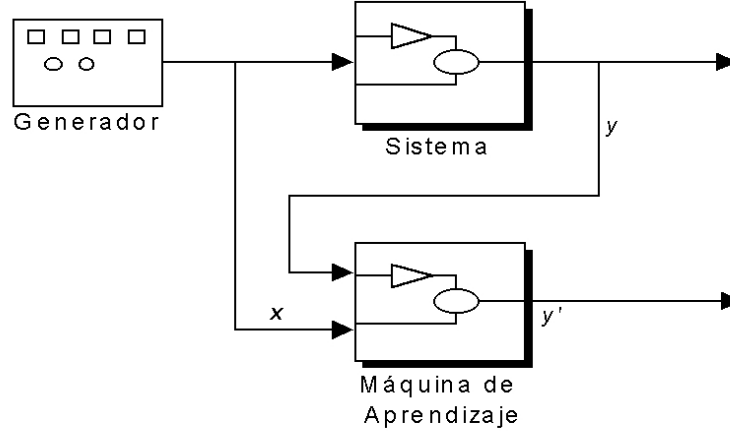 Generador
Sistema
y
x
y'
Máquina de
Aprendizaje